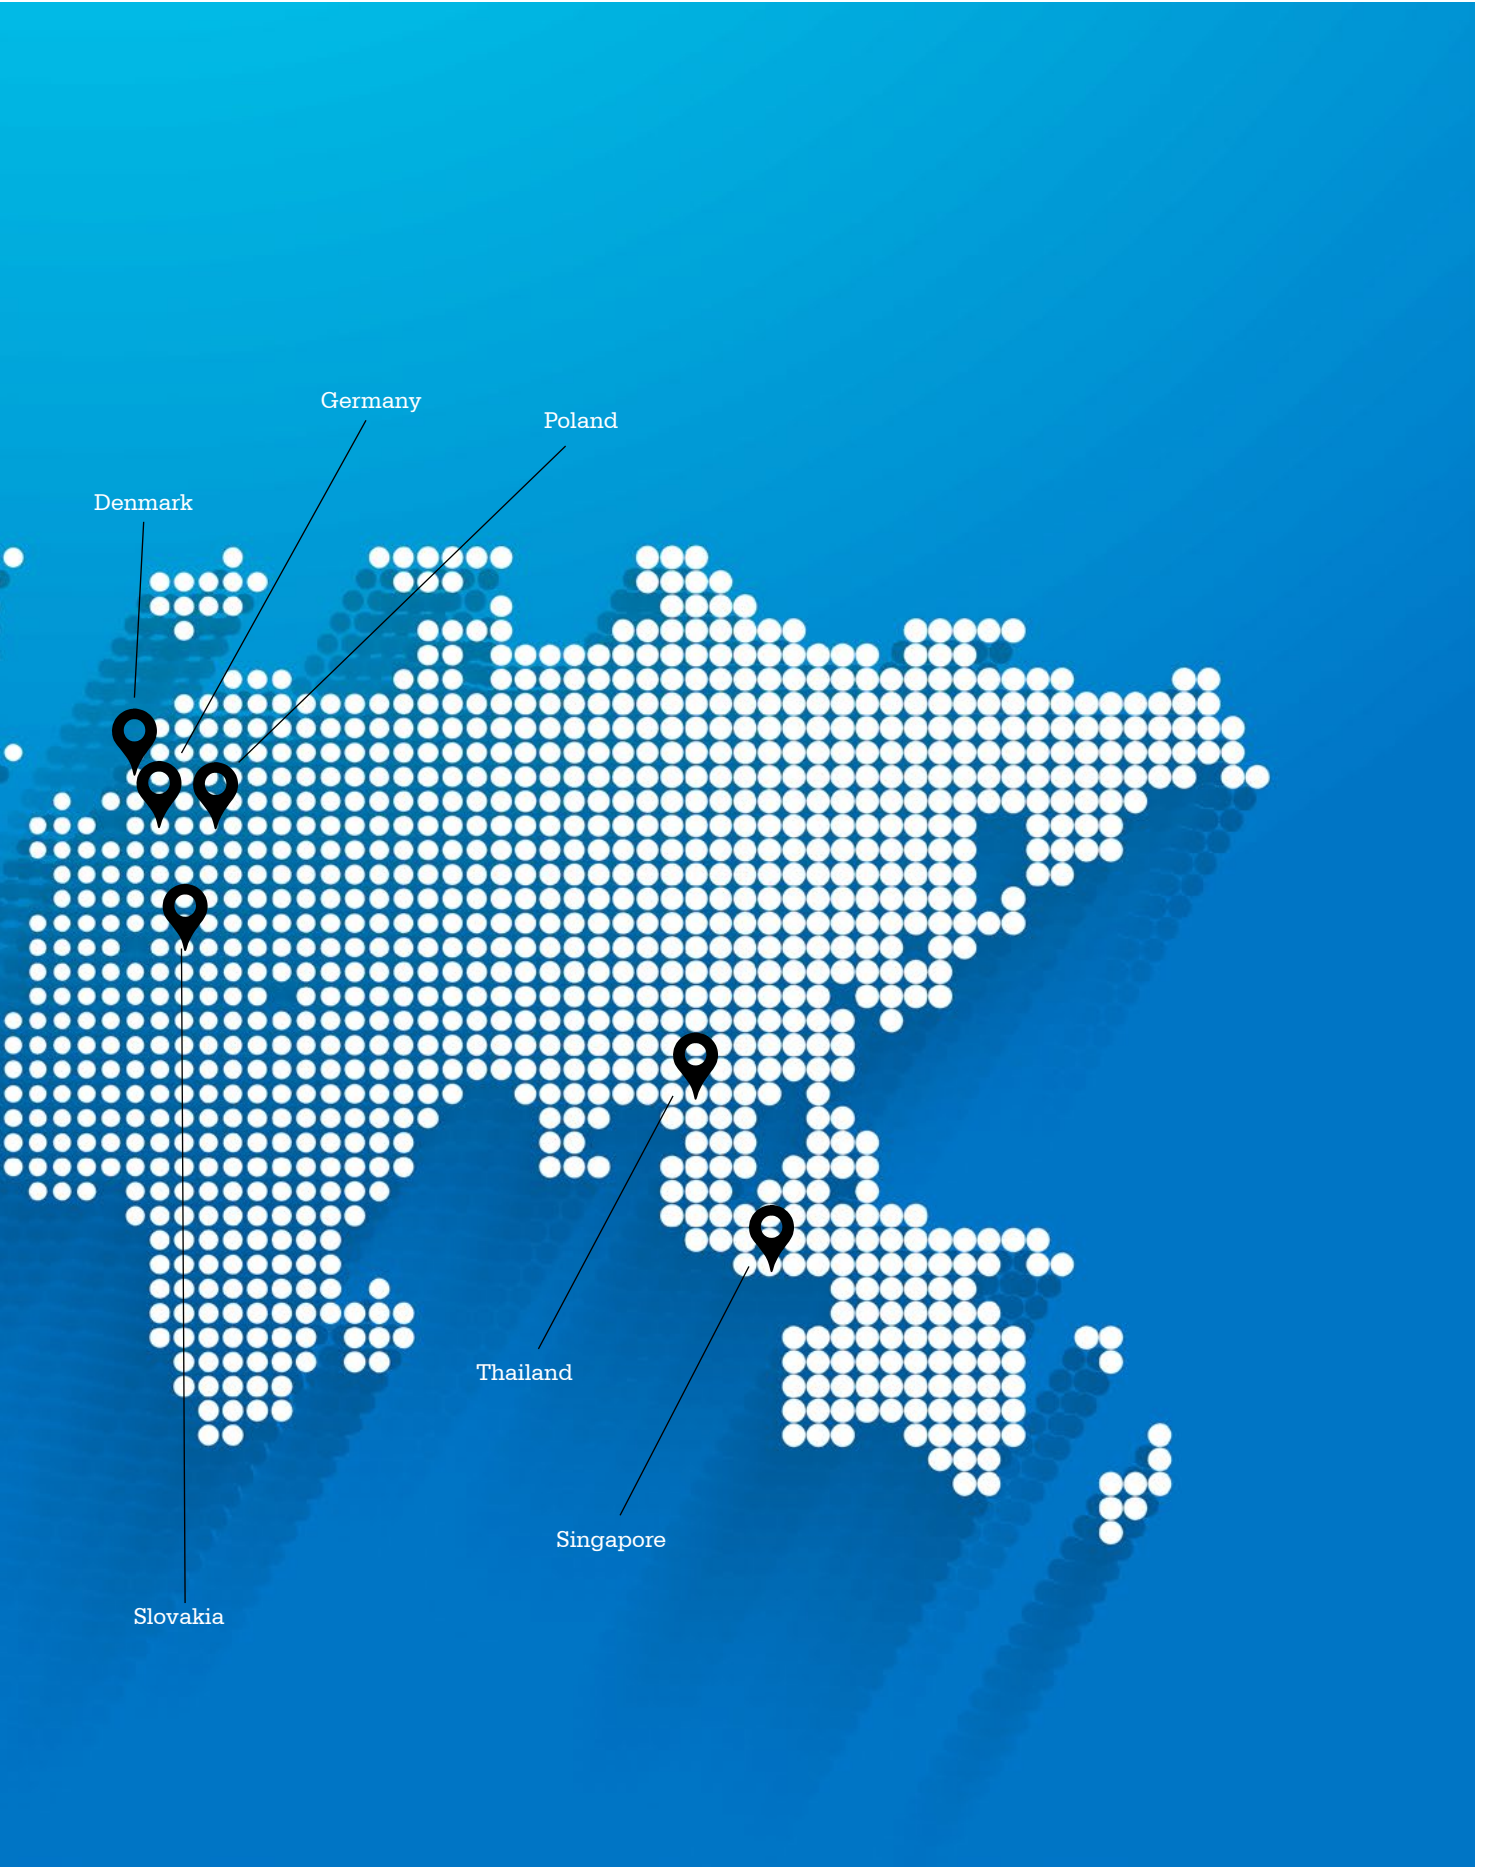 Germany
Poland
Denmark
Thailand
Singapore
Slovakia